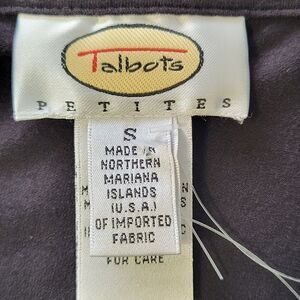 Talbots
PETITES
S
MADE IN
NORTHERN
MARIANA
ISLANDS
(U.S.A.)
OF IMPORTED
FABRIC
FOR CARE